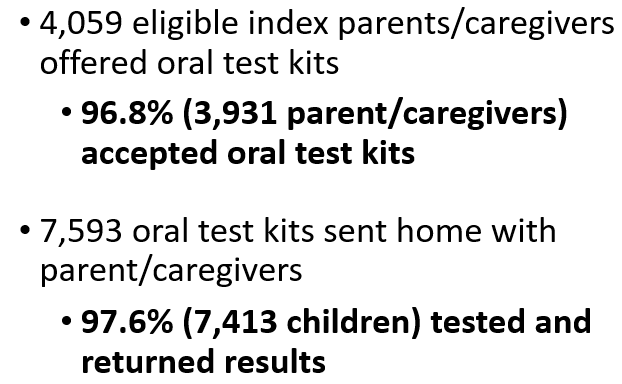 • 4,059 eligible index parents/caregivers
offered oral test kits
• 96.8% (3,931 parent/caregivers)
accepted oral test kits
• 7,593 oral test kits sent home with
parent/caregivers
• 97.6% (7,413 children) tested and
returned results